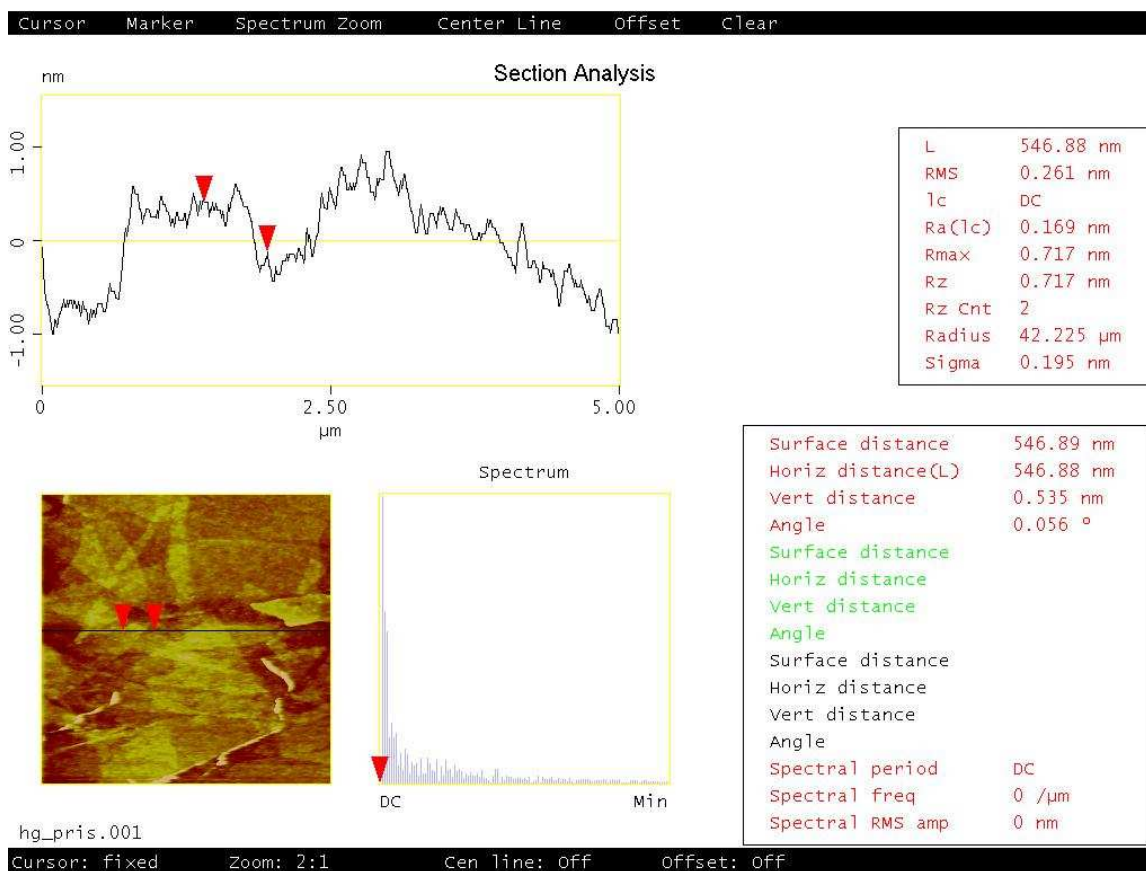 Cursor Marker Spectrum Zoom Center Line Offset Clear
Section Analysis
nm
1.00
0
-1.00
0 2.50 5.00
µm
L 546.88 nm
RMS 0.261 nm
lc DC
Ra(lc) 0.169 nm
Rmax 0.717 nm
Rz 0.717 nm
Rz Cnt 2
Radius 42.225 µm
Sigma 0.195 nm
Surface distance 546.89 nm
Horiz distance(L) 546.88 nm
Vert distance 0.535 nm
Angle 0.056 °
Surface distance
Horiz distance
Vert distance
Angle
Surface distance
Horiz distance
Vert distance
Angle
Spectral period DC
Spectral freq 0 /µm
Spectral RMS amp 0 nm
Spectrum
DC Min
hg_pris.001
Cursor: fixed Zoom: 2:1 Cen line: Off Offset: Off